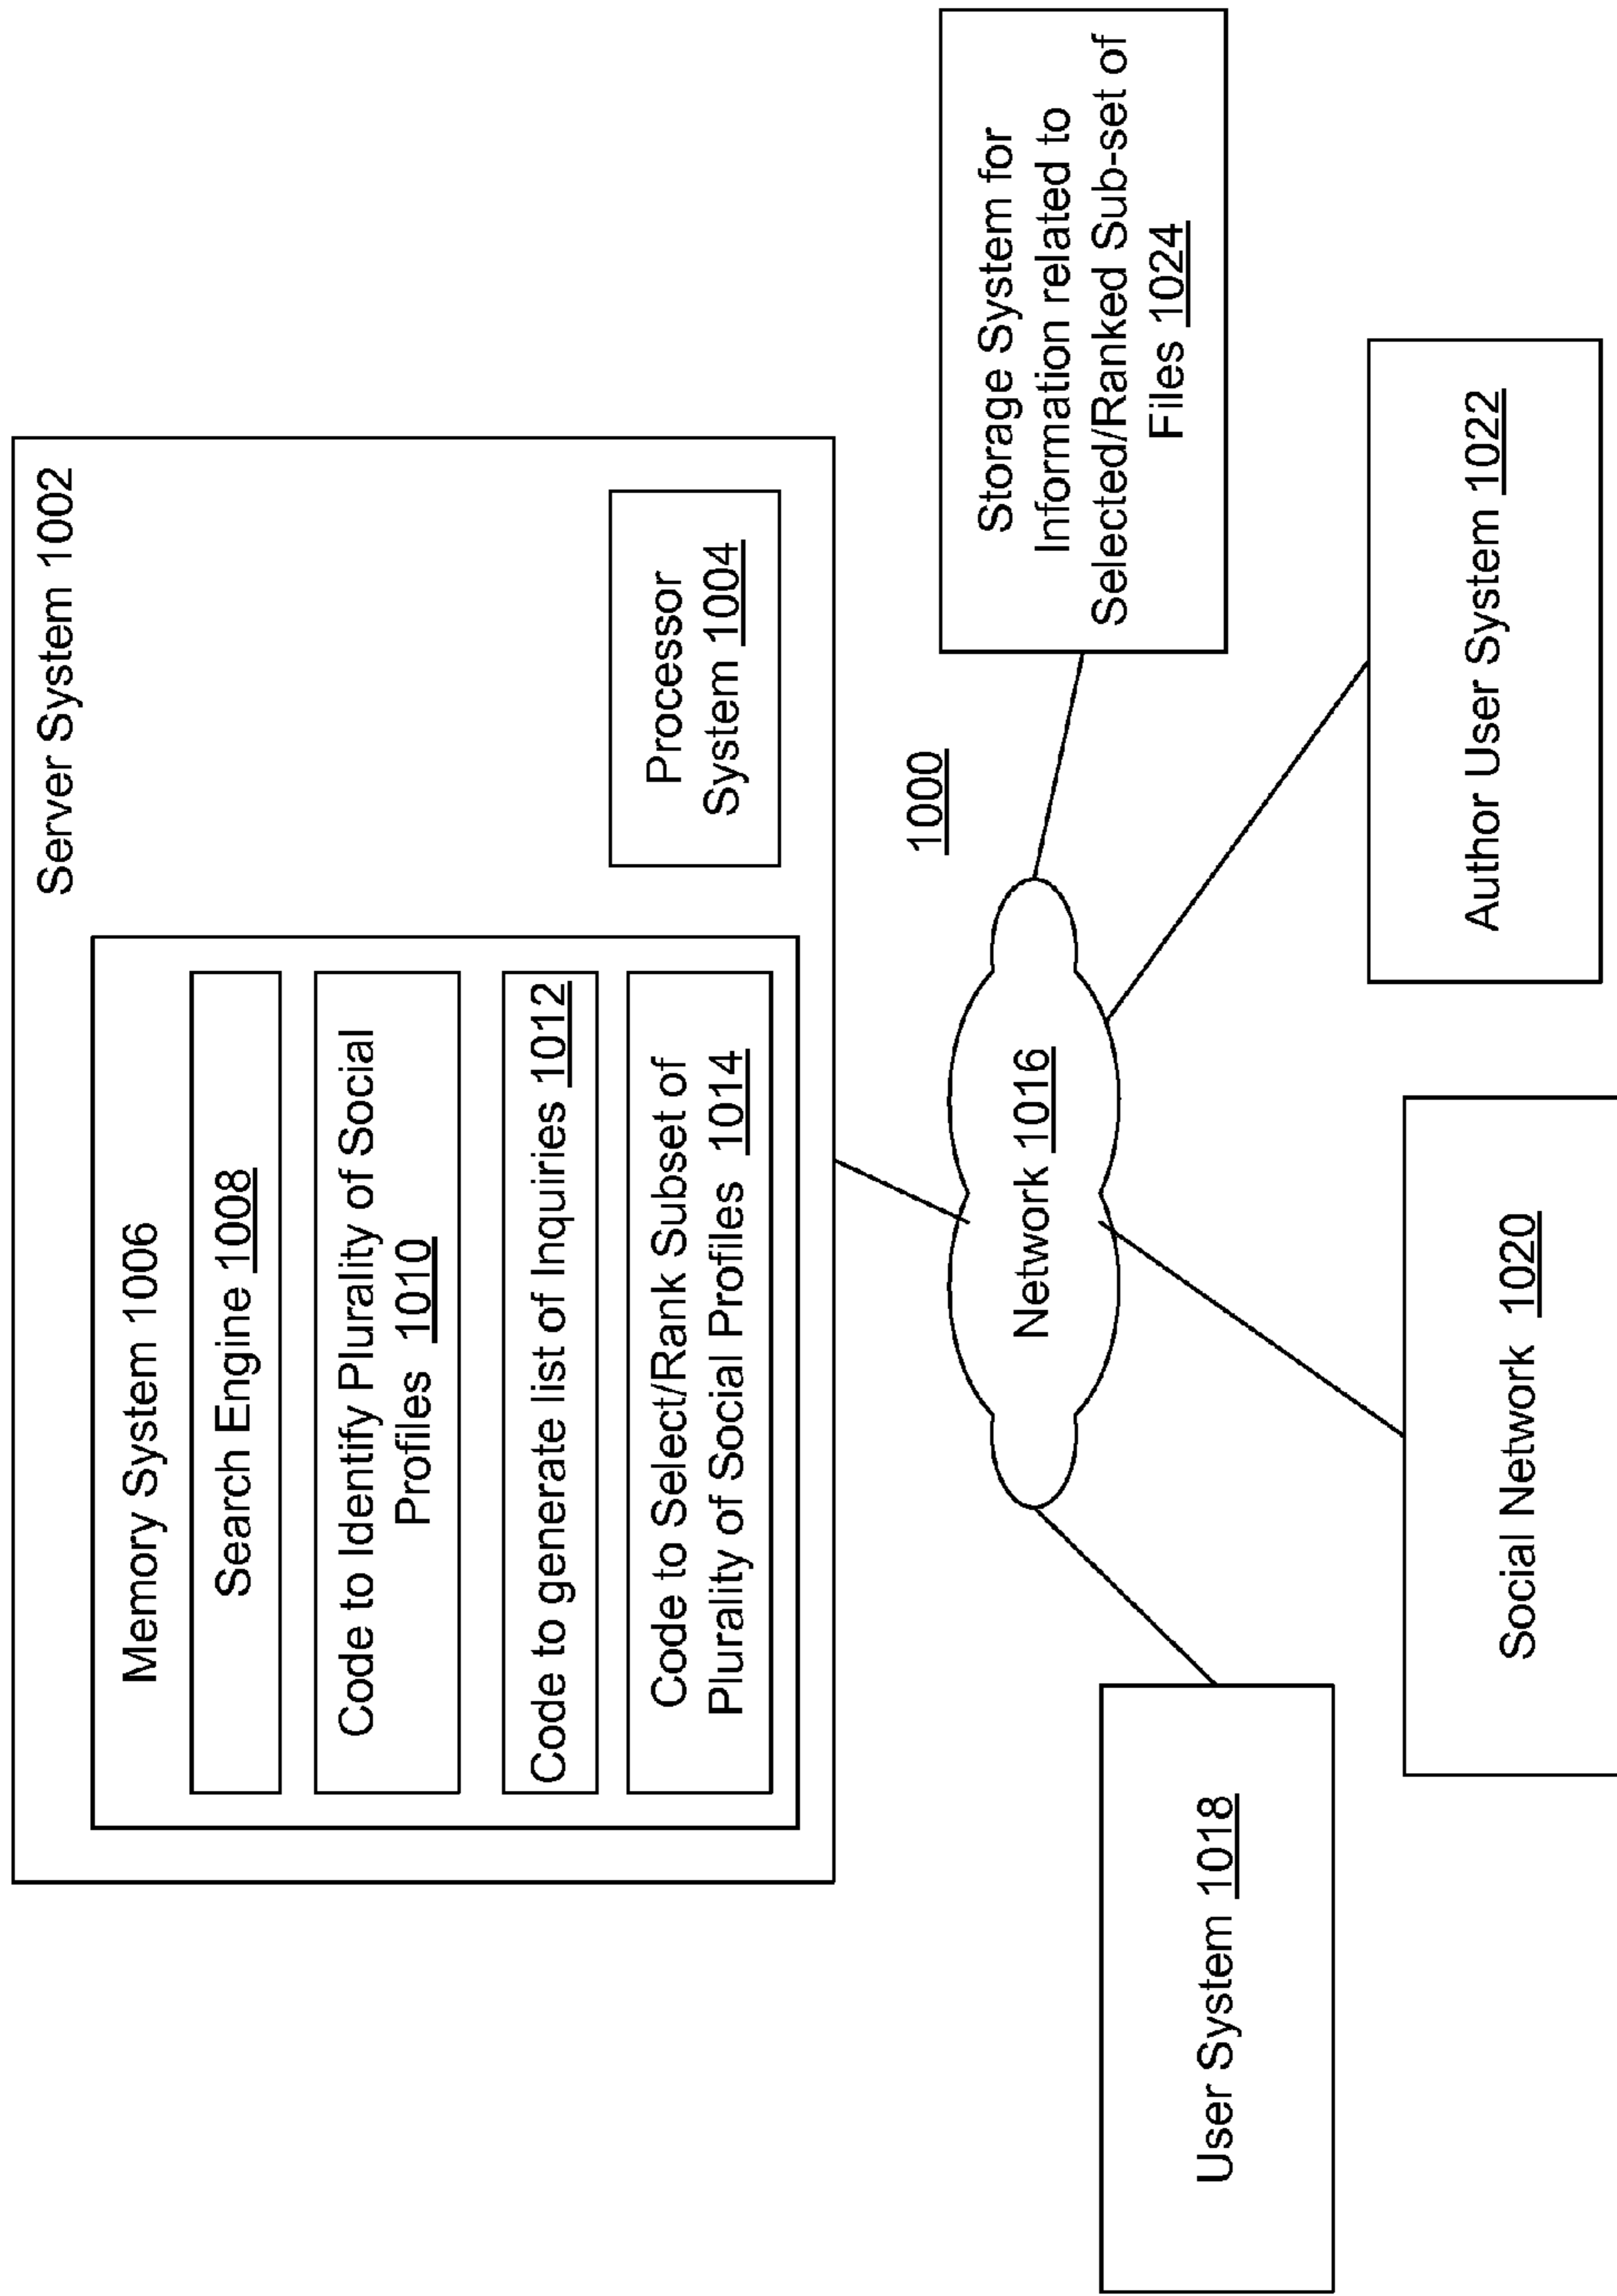 Server System 1002
Memory System 1006
Search Engine 1008
Code to Identify Plurality of Social
Profiles 1010
Code to generate list of Inquiries 1012
Code to Select/Rank Subset of
Plurality of Social Profiles 1014
Processor
System 1004
1000
Network 1016
Storage System for
Information related to
Selected/Ranked Sub-set of
Files 1024
User System 1018
Social Network 1020
Author User System 1022